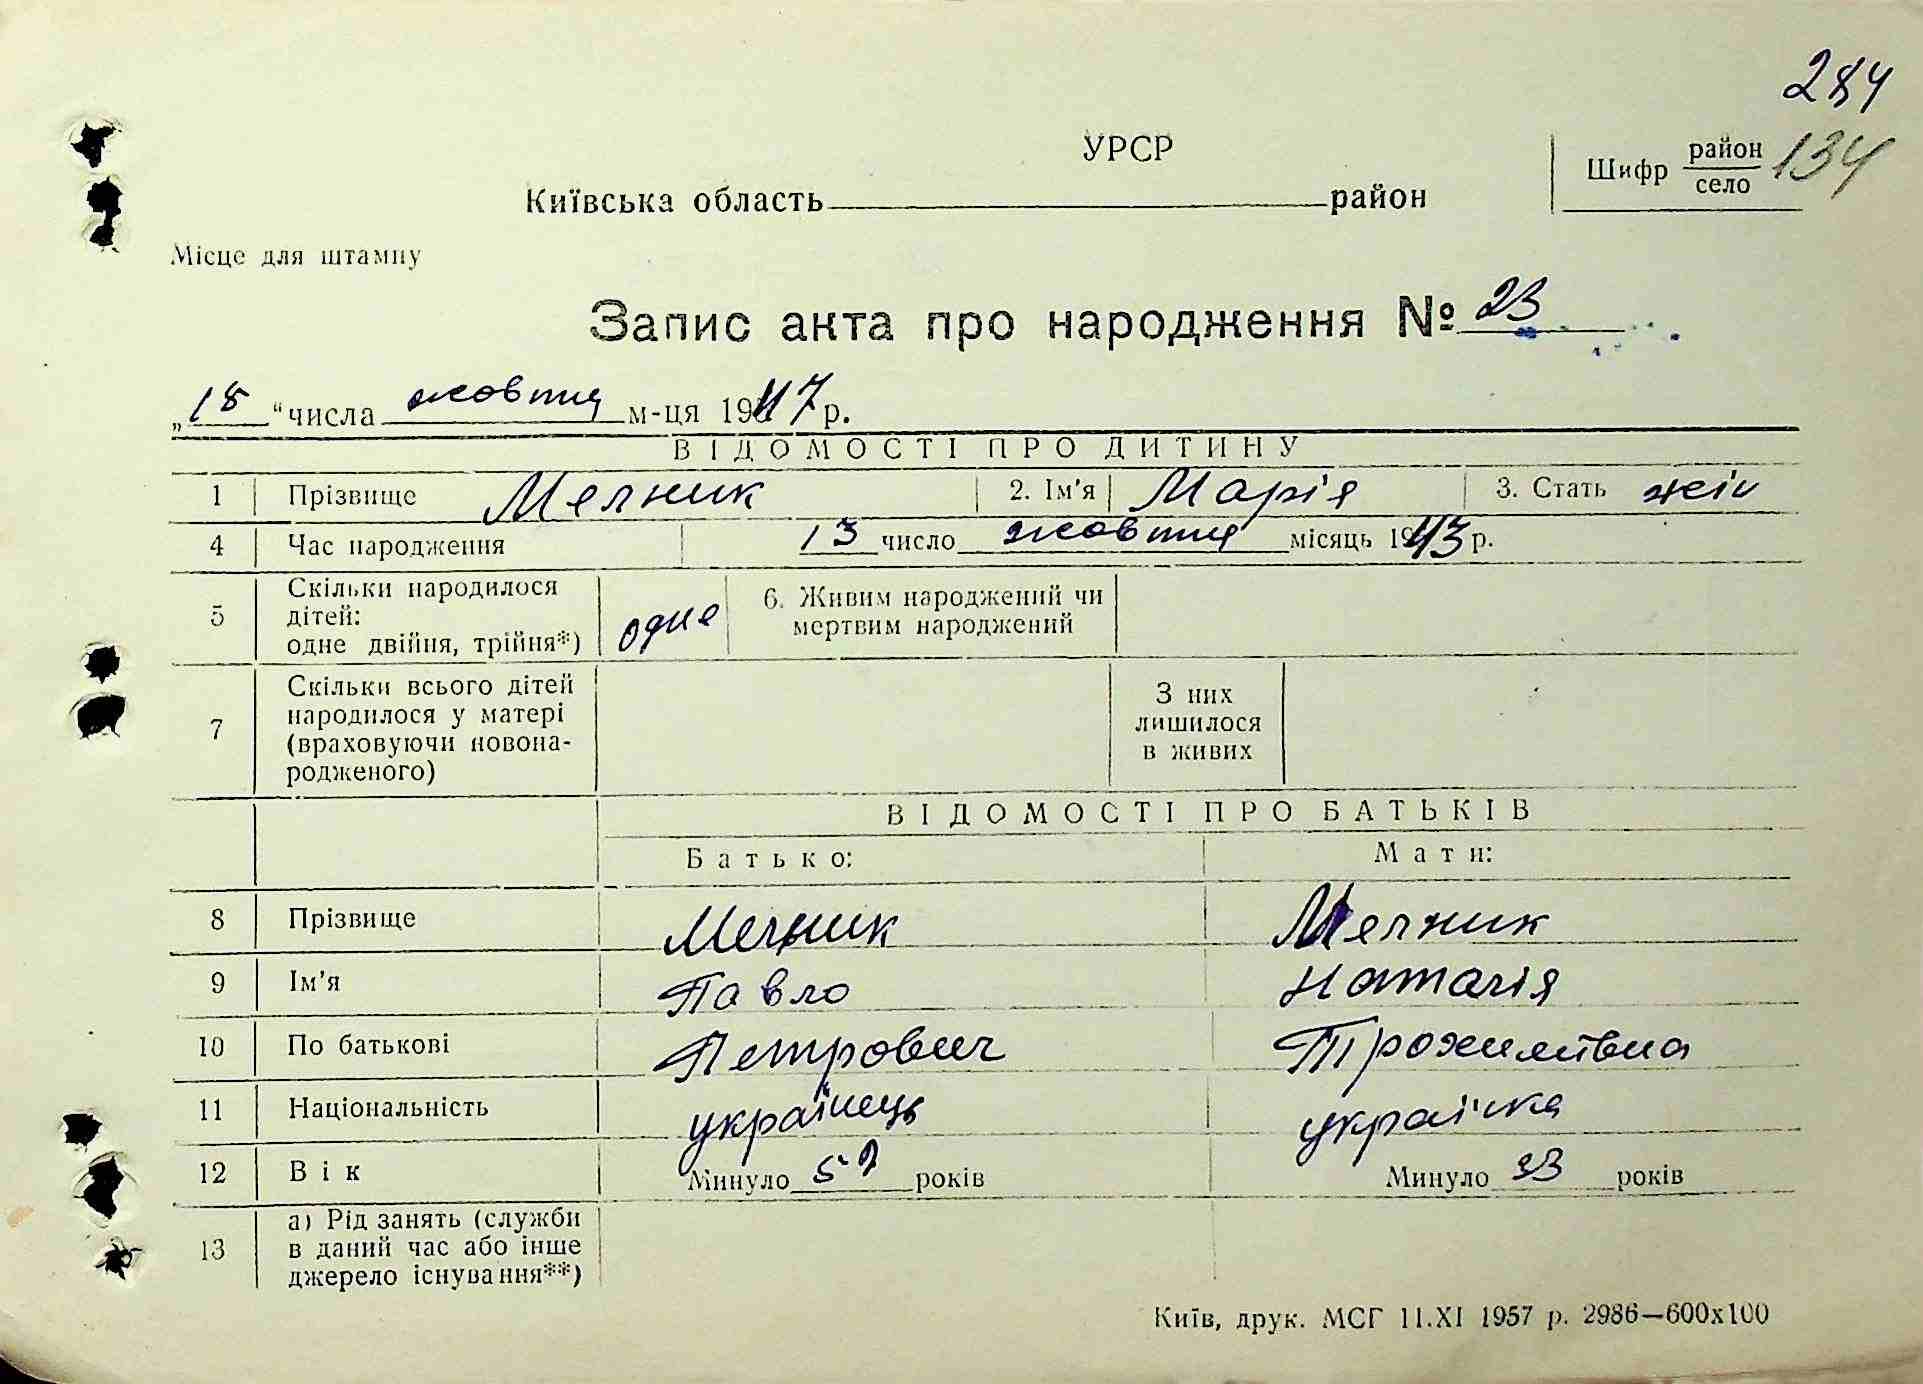 284
УРСР
Шифр район село 134
Київська область район
Місце для штампу
Запис акта про народження № 23
„18" числа жовтня м-ця 1947 р.
ВІДОМОСТІ ПРО ДИТИНУ
1 Прізвище Мельник 2. Ім'я Марія 3. Стать жін
4 Час народження 13 число жовтня місяць 1943 р.
5 Скільки народилося дітей: одне двійня, трійня*) одне 6. Живим народжений чи мертвим народжений
7 Скільки всього дітей народилося у матері (враховуючи новонародженого) З них лишилося в живих
ВІДОМОСТІ ПРО БАТЬКІВ
Батько: Мати:
8 Прізвище Мельник Мельник
9 Ім'я Павло Наталія
10 По батькові Петрович Трохимівна
11 Національність українець українка
12 Вік Минуло років Минуло 33 років
13 а) Рід занять (служби в даний час або інше джерело існування**)
Київ, друк. МСГ 11.XI 1957 р. 2986—600х100